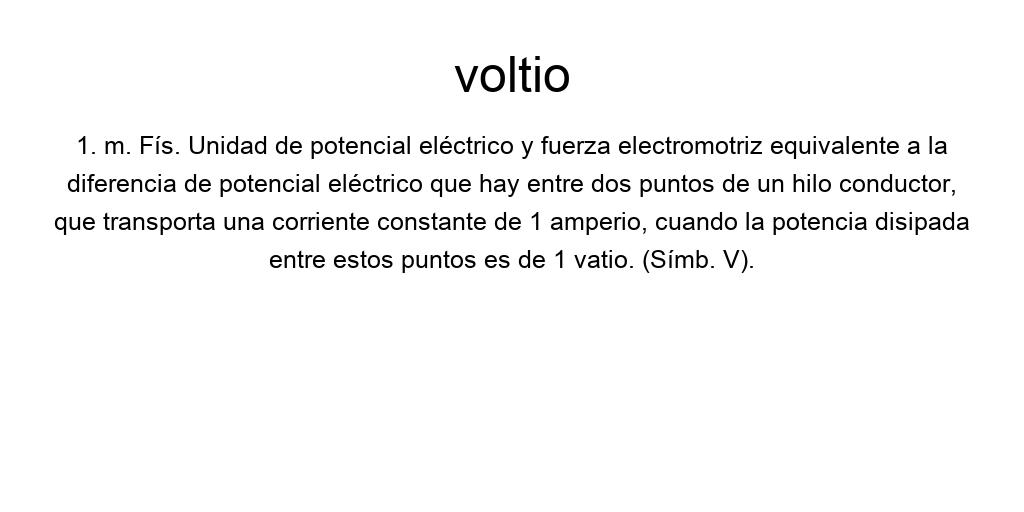 voltio
1. m. Fís. Unidad de potencial eléctrico y fuerza electromotriz equivalente a la
diferencia de potencial eléctrico que hay entre dos puntos de un hilo conductor,
que transporta una corriente constante de 1 amperio, cuando la potencia disipada
entre estos puntos es de 1 vatio. (Símb. V).